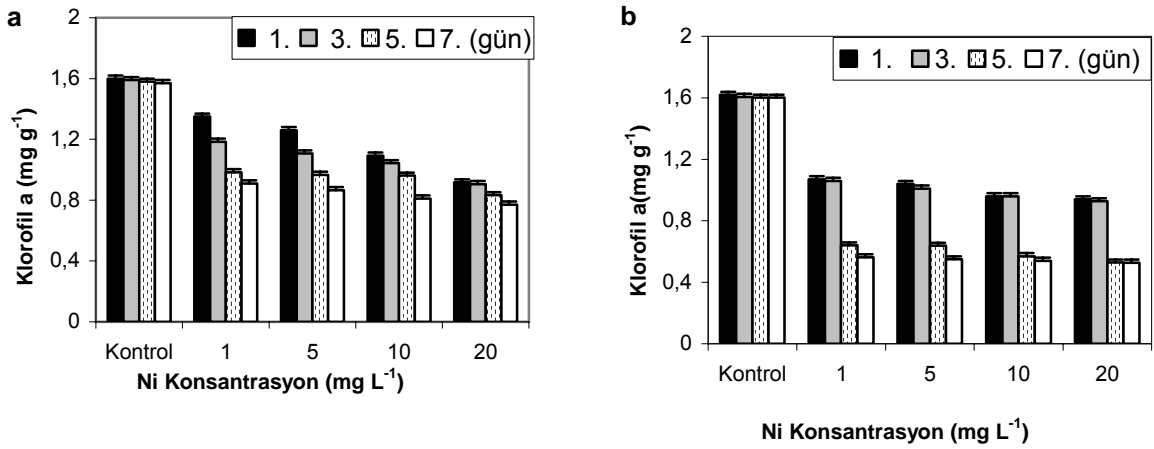 a
2
1,6
1,2
0,8
0,4
0
Klorofil a (mg g⁻¹)
1. 3. 5. 7. (gün)
Kontrol 1 5 10 20
Ni Konsantrasyon (mg L⁻¹)
b
2
1,6
1,2
0,8
0,4
0
Klorofil a(mg g⁻¹)
1. 3. 5. 7. (gün)
Kontrol 1 5 10 20
Ni Konsantrasyon (mg L⁻¹)